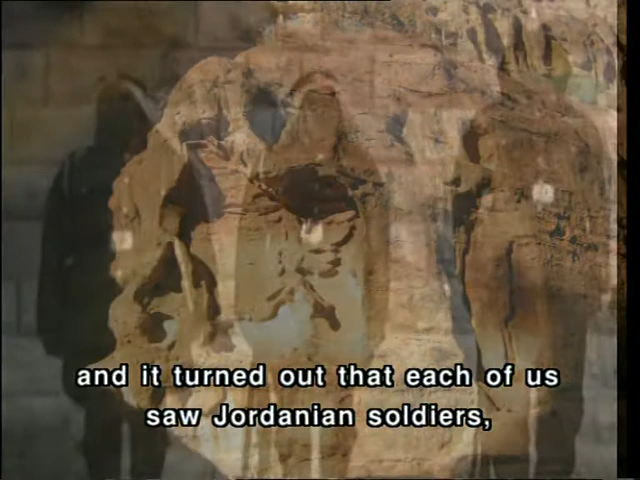 and it turned out that each of us
saw Jordanian soldiers,